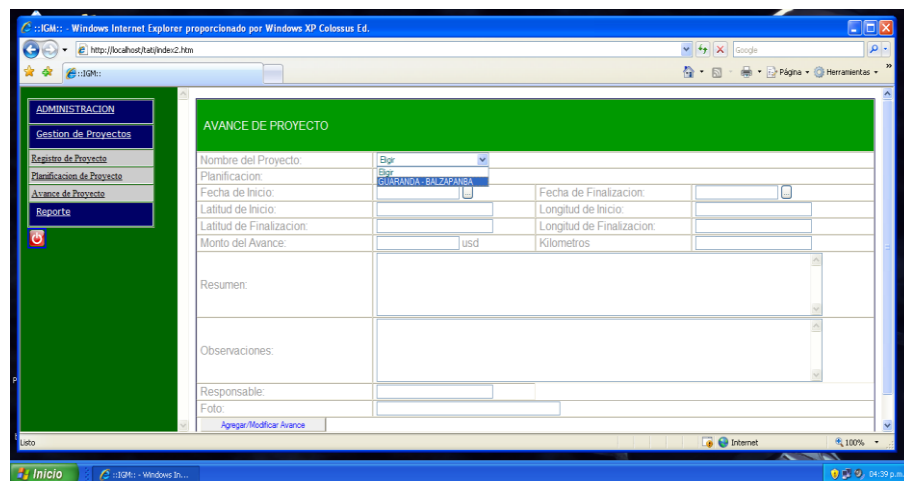 ::IGM:: - Windows Internet Explorer proporcionado por Windows XP Colossus Ed.
http://localhost/tati/index2.htm
Google
::IGM::
Página
Herramientas
ADMINISTRACION
Gestion de Proyectos
Registro de Proyecto
Planificacion de Proyecto
Avance de Proyecto
Reporte
AVANCE DE PROYECTO
Nombre del Proyecto: Elgir
Elgir
Planificacion:
GUARANDA - BALZAPANBA
Fecha de Inicio: ... Fecha de Finalizacion: ...
Latitud de Inicio: Longitud de Inicio:
Latitud de Finalizacion: Longitud de Finalizacion:
Monto del Avance: usd Kilometros
Resumen:
Observaciones:
Responsable:
Foto:
Agregar/Modificar Avance
Listo Internet 100%
Inicio ::IGM:: - Windows In... 04:39 p.m.